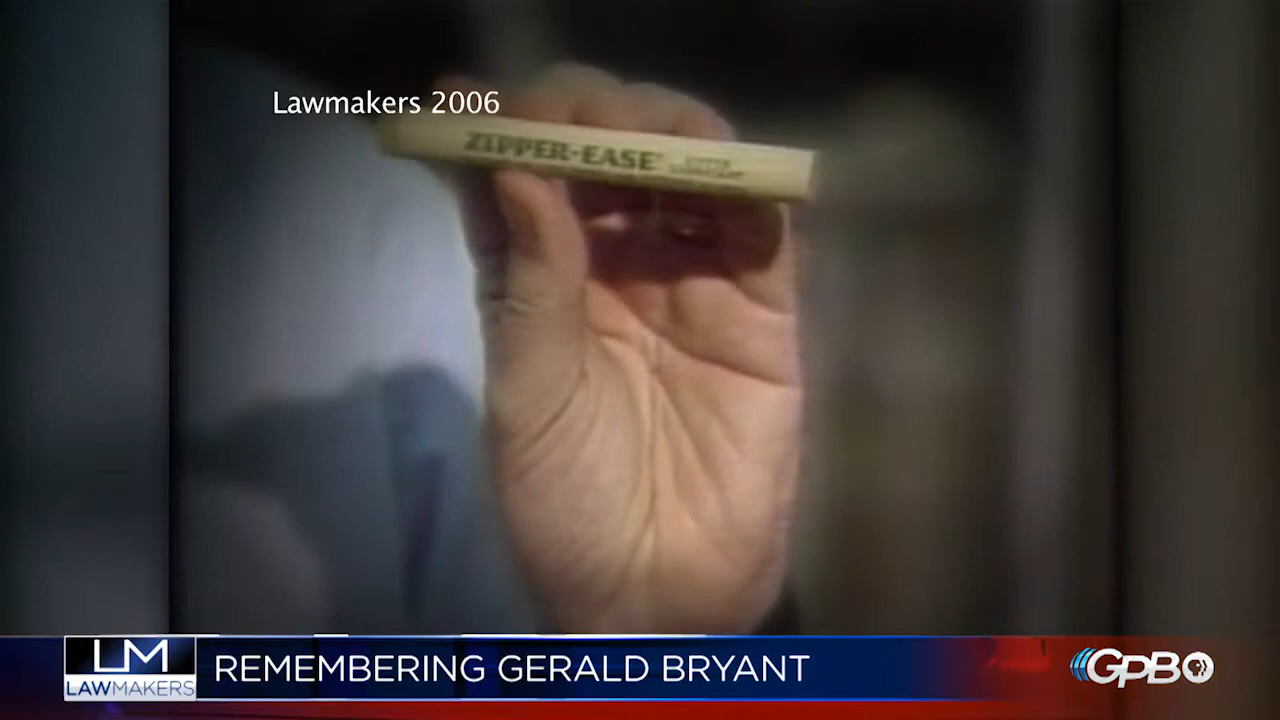 Lawmakers 2006
ZIPPER-EASE
LM
LAWMAKERS
REMEMBERING GERALD BRYANT
GPB